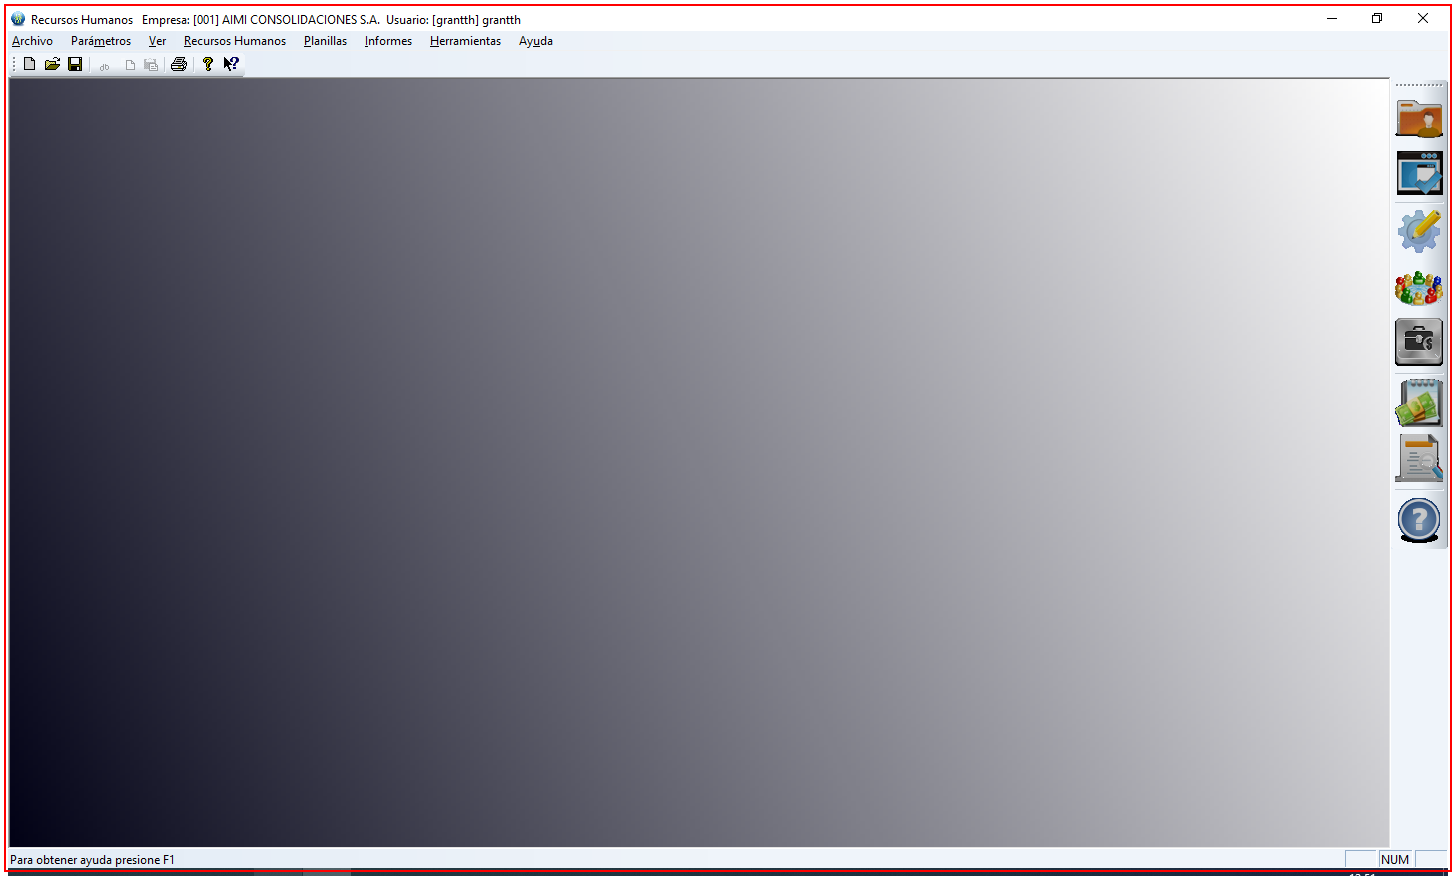 Recursos Humanos   Empresa: [001] AIMI CONSOLIDACIONES S.A.  Usuario: [grantth] grantth
Archivo   Parámetros   Ver   Recursos Humanos   Planillas   Informes   Herramientas   Ayuda
Para obtener ayuda presione F1   NUM